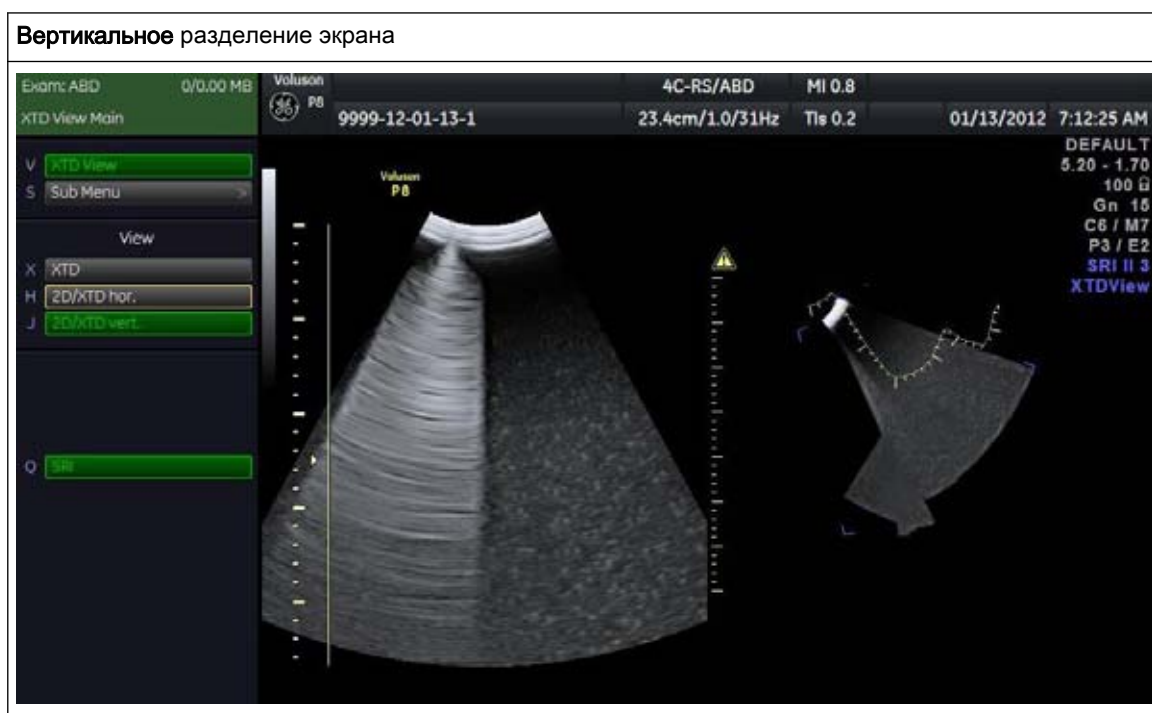 Вертикальное разделение экрана
Exam: ABD 0/0.00 MB
XTD View Main
Voluson
P8
4C-RS/ABD MI 0.8
9999-12-01-13-1 23.4cm/1.0/31Hz TIs 0.2 01/13/2012 7:12:25 AM
V XTD View
S Sub Menu >
View
X XTD
H 2D/XTD hor.
J 2D/XTD vert.
Q SRI
Voluson
P8
DEFAULT
5.20 - 1.70
100
Gn 15
C6 / M7
P3 / E2
SRI II 3
XTDView